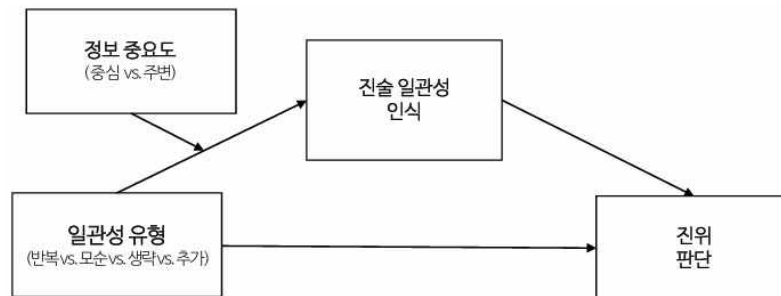 정보 중요도
(중심 vs. 주변)
진술 일관성
인식
일관성 유형
(반복 vs. 모순 vs. 생략 vs. 추가)
진위
판단